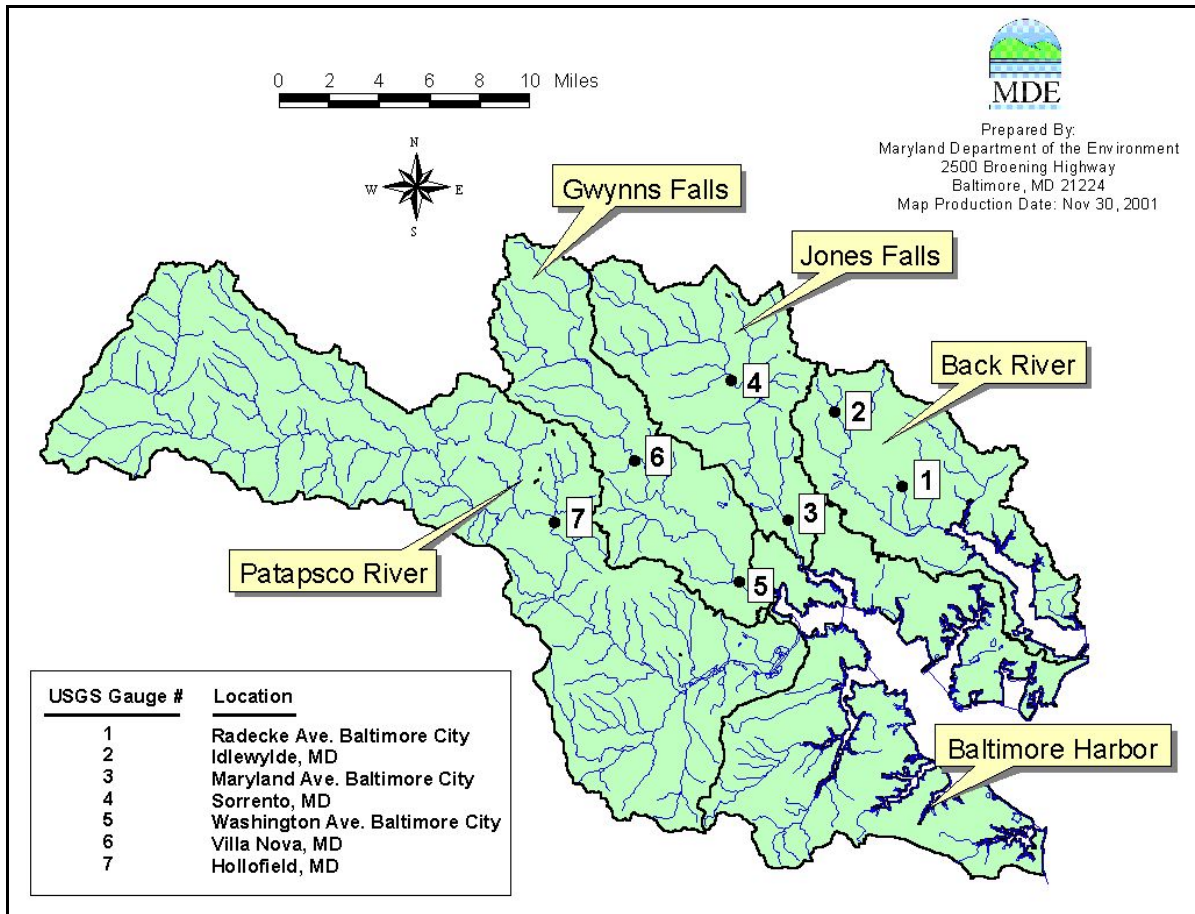 0 2 4 6 8 10 Miles
MDE
Prepared By:
Maryland Department of the Environment
2500 Broening Highway
Baltimore, MD 21224
Map Production Date: Nov 30, 2001
N
W E
S
Gwynns Falls
Jones Falls
Back River
4
2
6
1
3
7
Patapsco River
5
Baltimore Harbor
USGS Gauge # Location
1 Radecke Ave. Baltimore City
2 Idlewylde, MD
3 Maryland Ave. Baltimore City
4 Sorrento, MD
5 Washington Ave. Baltimore City
6 Villa Nova, MD
7 Hollofield, MD